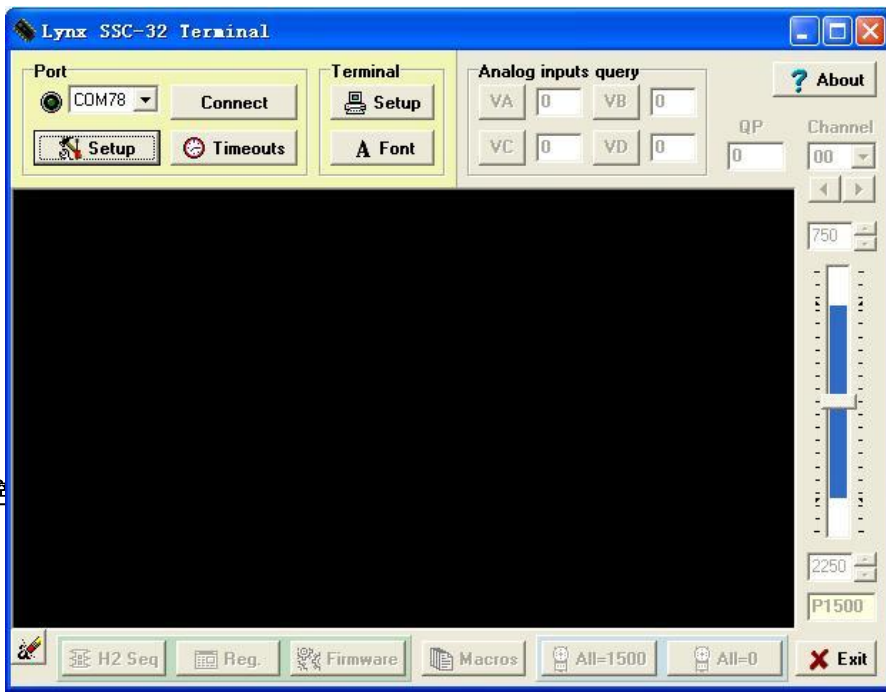 Lynx SSC-32 Terminal
Port
COM78
Connect
Setup
Timeouts
Terminal
Setup
A Font
Analog inputs query
VA 0 VB 0
VC 0 VD 0
? About
QP
0
Channel
00
750
2250
P1500
H2 Seq
Reg.
Firmware
Macros
All=1500
All=0
Exit